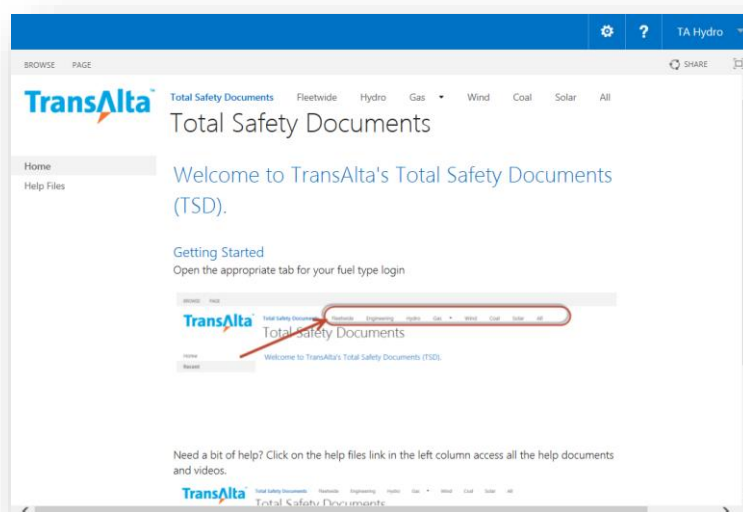 TA Hydro
BROWSE PAGE SHARE
TransAlta
Total Safety Documents Fleetwide Hydro Gas Wind Coal Solar All
Total Safety Documents
Home
Help Files
Welcome to TransAlta's Total Safety Documents
(TSD).
Getting Started
Open the appropriate tab for your fuel type login
BROWSE PAGE
TransAlta
Total Safety Documents Fleetwide Engineering Hydro Gas Wind Coal Solar All
Total Safety Documents
Home
Recent
Welcome to TransAlta's Total Safety Documents (TSD).
Need a bit of help? Click on the help files link in the left column access all the help documents
and videos.
TransAlta
Total Safety Documents Fleetwide Engineering Hydro Gas Wind Coal Solar All
Total Safety Documents